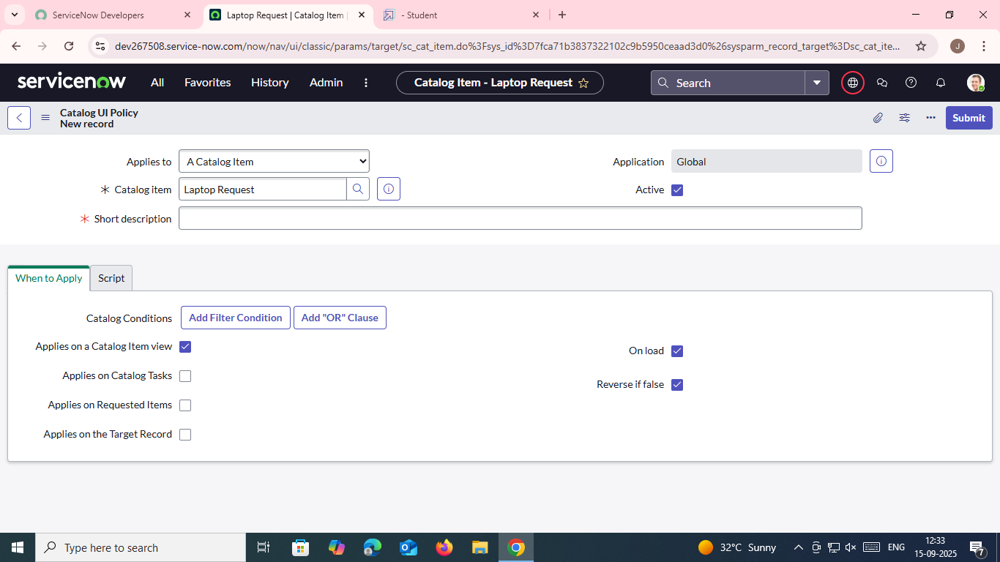 ServiceNow Developers
Laptop Request | Catalog Item |
- Student
dev267508.service-now.com/now/nav/ui/classic/params/target/sc_cat_item.do%3Fsys_id%3D7fca71b3837322102c9b5950ceaad3d0%26sysparm_record_target%3Dsc_cat_ite...
J
servicenow
All
Favorites
History
Admin
Catalog Item - Laptop Request
Search
Catalog UI Policy
New record
Submit
Applies to
A Catalog Item
Application
Global
Catalog item
Laptop Request
Active
Short description
When to Apply
Script
Catalog Conditions
Add Filter Condition
Add "OR" Clause
Applies on a Catalog Item view
On load
Applies on Catalog Tasks
Reverse if false
Applies on Requested Items
Applies on the Target Record
Type here to search
32°C Sunny
ENG
12:33
15-09-2025
7